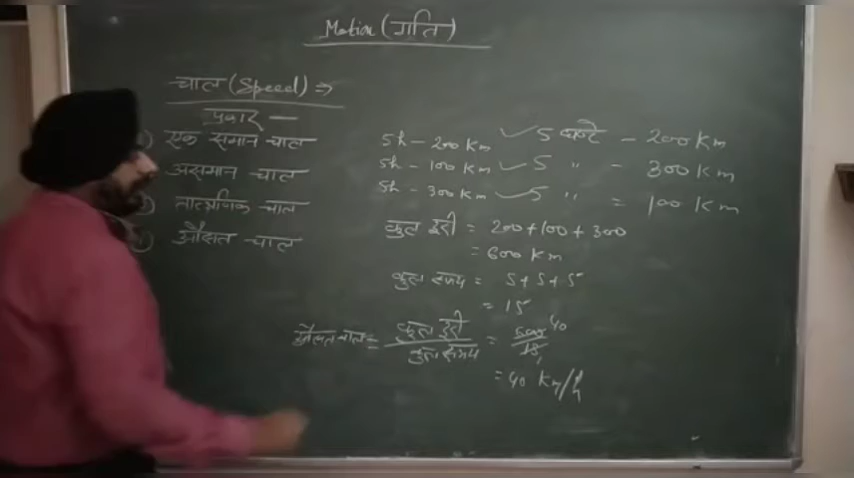 Motion (गति)
चाल (Speed) ⇒
प्रकार —
एक समान चाल
असमान चाल
तात्क्षणिक चाल
औसत चाल
5h – 200 Km ✓ 5 घण्टे – 200 Km
5h – 100 Km ✓ 5 " – 300 Km
5h – 300 Km ✓ 5 " = 100 Km
कुल दूरी = 200 + 100 + 300
= 600 Km
कुल समय = 5 + 5 + 5
= 15
औसत चाल = कुल दूरी / कुल समय = 600 / 15 40
= 40 Km/h